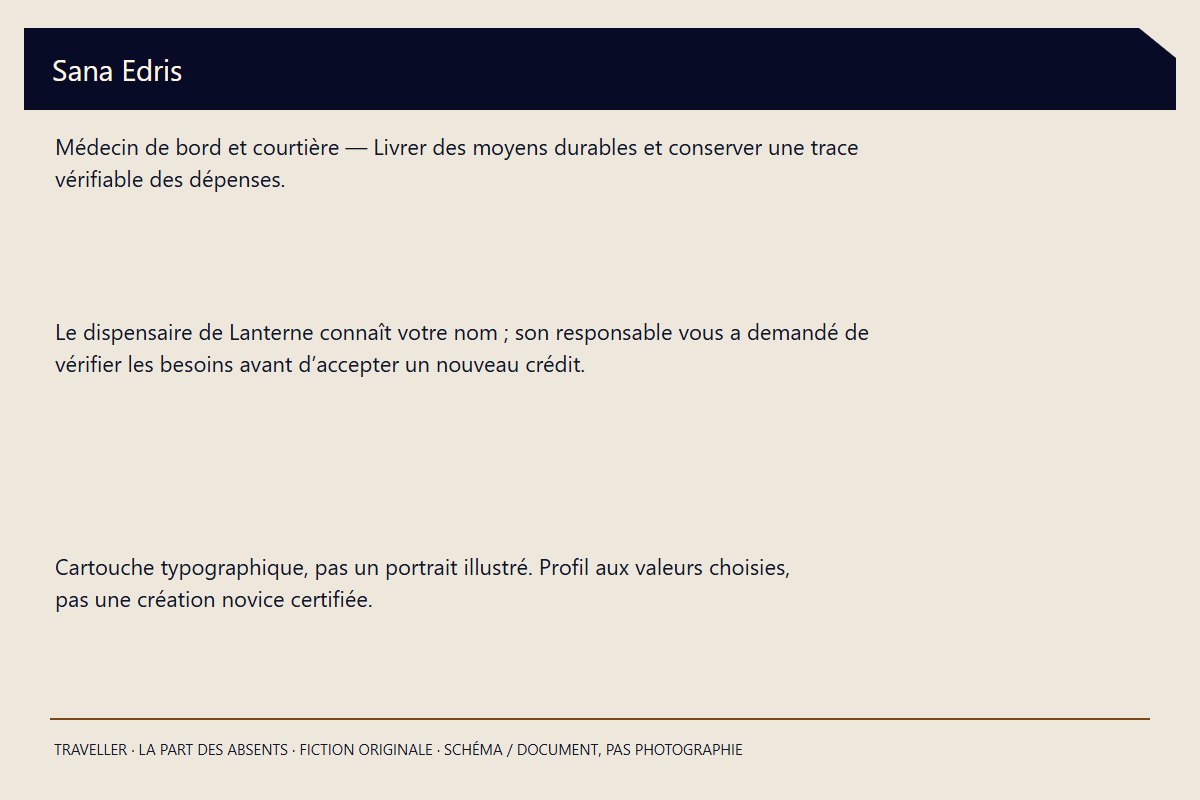 Sana Edris
Médecin de bord et courtière — Livrer des moyens durables et conserver une trace
vérifiable des dépenses.
Le dispensaire de Lanterne connaît votre nom ; son responsable vous a demandé de
vérifier les besoins avant d’accepter un nouveau crédit.
Cartouche typographique, pas un portrait illustré. Profil aux valeurs choisies,
pas une création novice certifiée.
TRAVELLER · LA PART DES ABSENTS · FICTION ORIGINALE · SCHÉMA / DOCUMENT, PAS PHOTOGRAPHIE